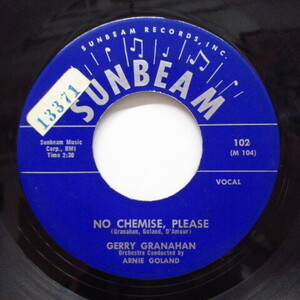 SUNBEAM RECORDS, INC.
SUNBEAM
13371
Sunbeam Music
Corp., BMI
Time 2:30
102
(M 104)
VOCAL
NO CHEMISE, PLEASE
(Granahan, Goland, D'Amour)
GERRY GRANAHAN
Orchestra Conducted by
ARNIE GOLAND